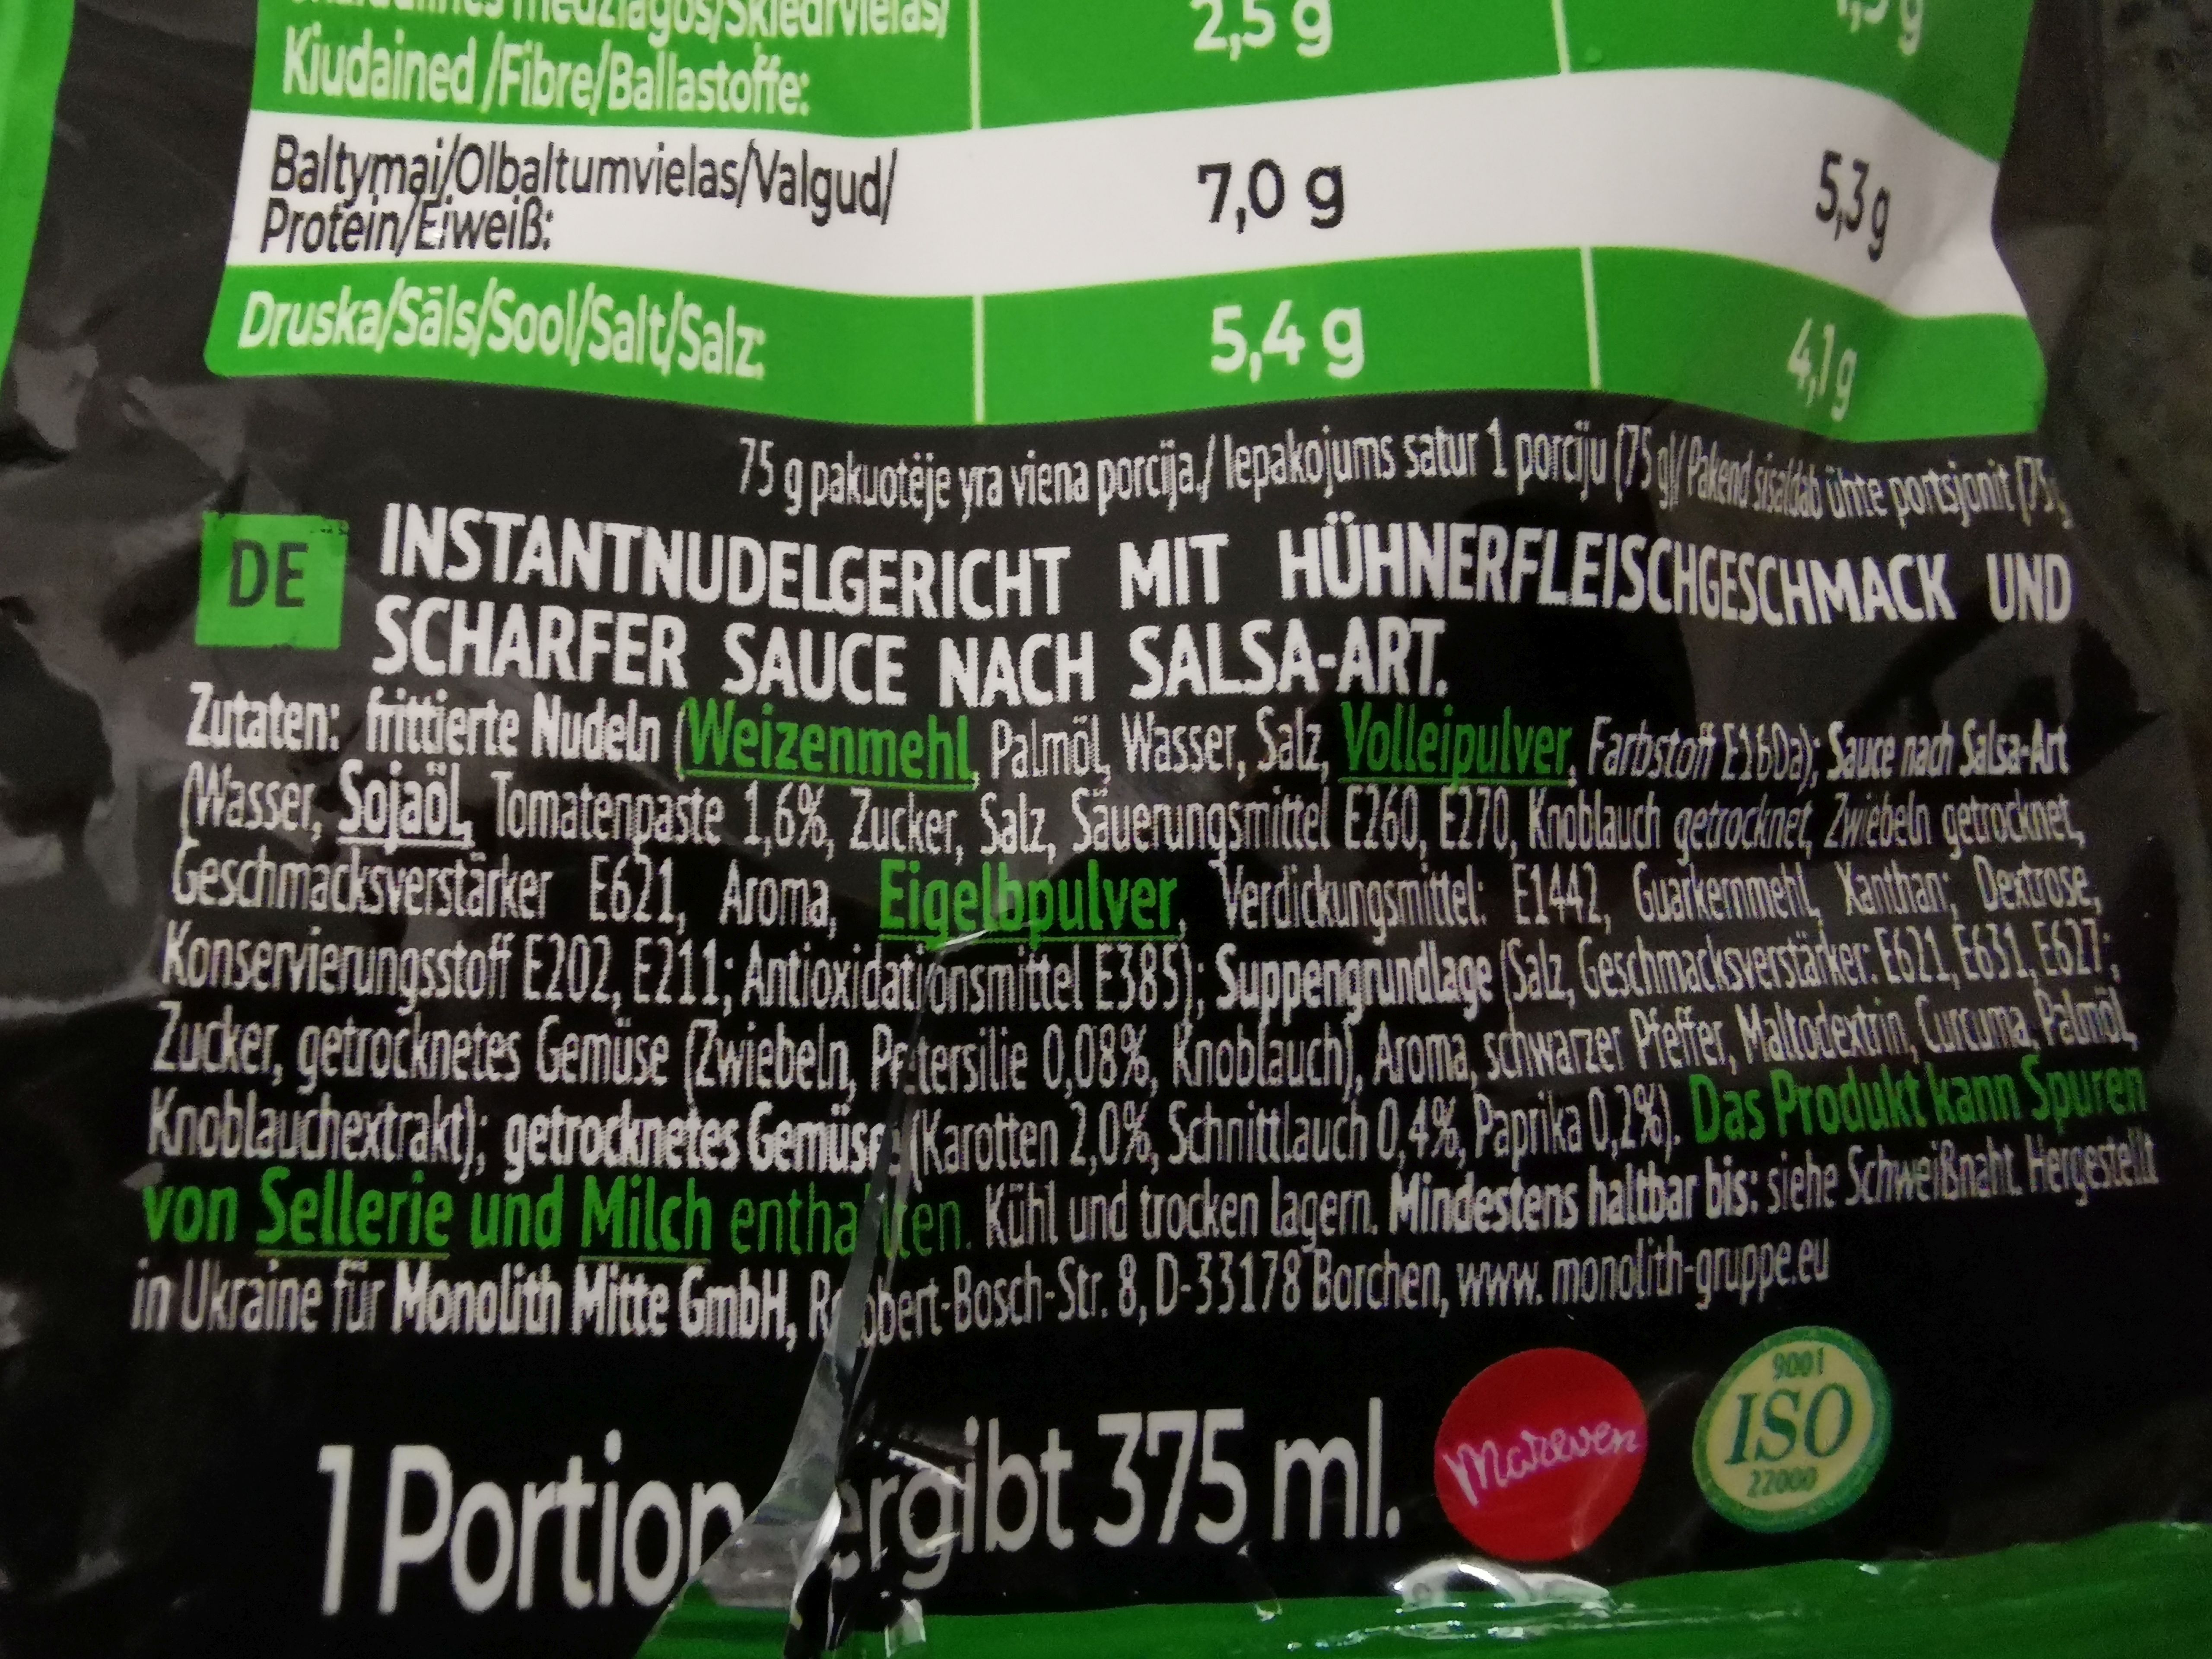 Kiudained /Fibre/Ballastoffe:
2,5 g
Baltymai/Olbaltumvielas/Valgud/
Protein/Eiweiß:
7,0 g
5,3 g
Druska/Sāls/Sool/Salt/Salz:
5,4 g
4,1 g
75 g pakuotėje yra viena porcija./ Iepakojums satur 1 porciju (75 g)/ Pakend sisaldab ühte portsjonit (75
DE
INSTANTNUDELGERICHT MIT HÜHNERFLEISCHGESCHMACK UND
SCHARFER SAUCE NACH SALSA-ART.
Zutaten: frittierte Nudeln (Weizenmehl, Palmöl, Wasser, Salz, Volleipulver, Farbstoff E160a); Sauce nach Salsa-Art
(Wasser, Sojaöl, Tomatenpaste 1,6%, Zucker, Salz, Säuerungsmittel E260, E270, Knoblauch getrocknet, Zwiebeln getrocknet,
Geschmacksverstärker E621, Aroma, Eigelbpulver, Verdickungsmittel: E1442, Guarkernmehl, Xanthan; Dextrose,
Konservierungsstoff E202, E211; Antioxidationsmittel E385); Suppengrundlage (Salz, Geschmacksverstärker: E621, E631, E627;
Zucker, getrocknetes Gemüse (Zwiebeln, Petersilie 0,08%, Knoblauch), Aroma, schwarzer Pfeffer, Maltodextrin, Curcuma, Palmöl,
Knoblauchextrakt); getrocknetes Gemüse (Karotten 2,0%, Schnittlauch 0,4%, Paprika 0,2%). Das Produkt kann Spuren
von Sellerie und Milch enthalten. Kühl und trocken lagern. Mindestens haltbar bis: siehe Schweißnaht. Hergestellt
in Ukraine für Monolith Mitte GmbH, Robert-Bosch-Str. 8, D-33178 Borchen, www. monolith-gruppe.eu
1 Portion ergibt 375 ml.
Mareven
9001
ISO
22000